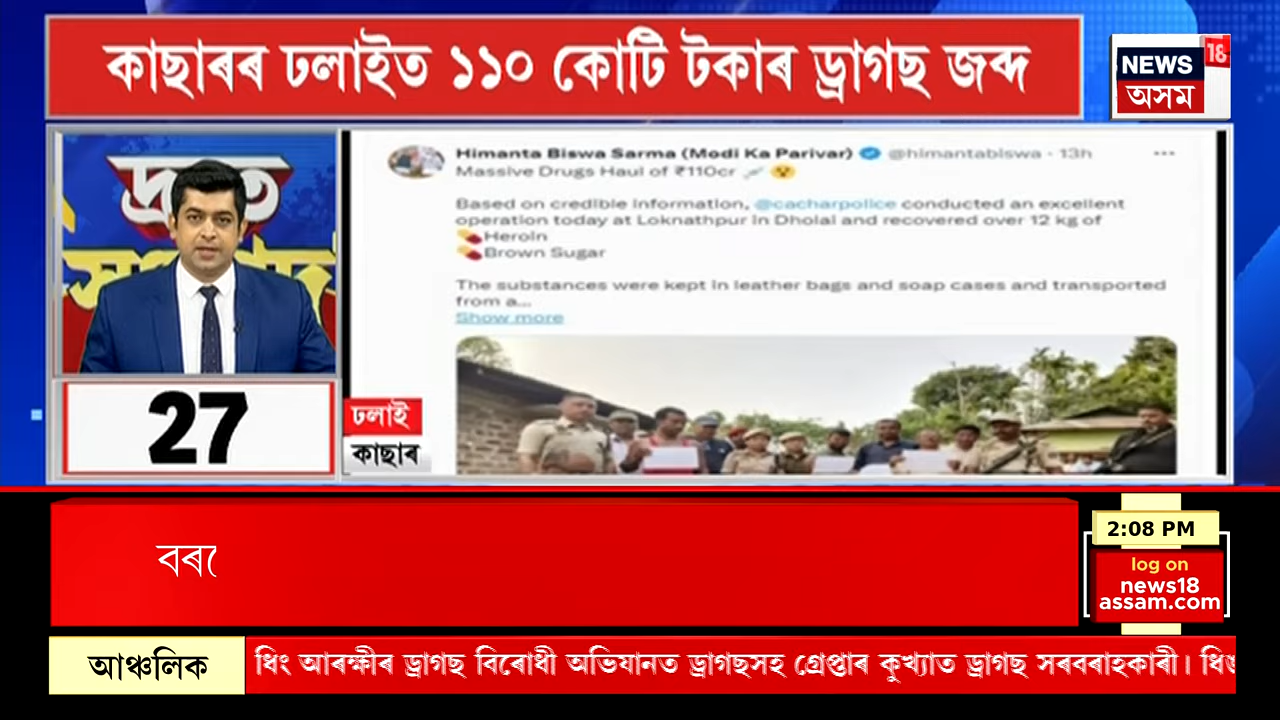 কাছাৰৰ ঢলাইত ১১০ কোটি টকাৰ ড্ৰাগছ জব্দ
NEWS 18
অসম
দ্ৰুত
Himanta Biswa Sarma (Modi Ka Parivar) @himantabiswa · 13h
Massive Drugs Haul of ₹110cr
Based on credible information, @cacharpolice conducted an excellent
operation today at Loknathpur in Dholai and recovered over 12 kg of
Heroin
Brown Sugar
The substances were kept in leather bags and soap cases and transported
from a...
Show more
27
ঢলাই
কাছাৰ
বৰে
2:08 PM
log on
news18
assam.com
আঞ্চলিক
ধিং আৰক্ষীৰ ড্ৰাগছ বিৰোধী অভিযানত ড্ৰাগছসহ গ্ৰেপ্তাৰ কুখ্যাত ড্ৰাগছ সৰবৰাহকাৰী। ধিঙ